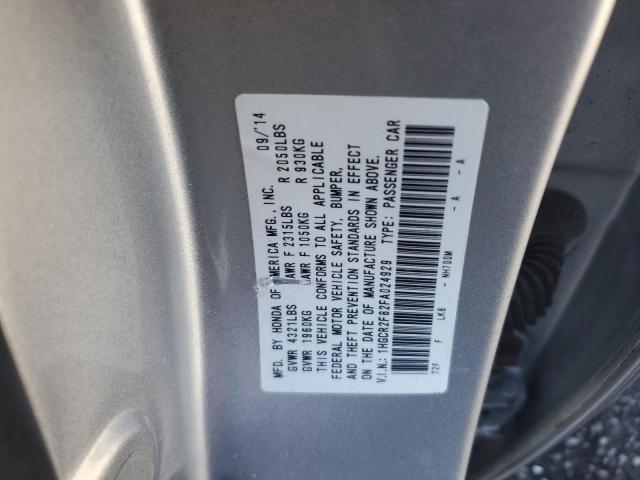 MFD. BY HONDA OF AMERICA MFG., INC. 09/'14
GVWR 4321LBS GAWR F 2315LBS R 2050LBS
GVWR 1960KG GAWR F 1050KG R 930KG
THIS VEHICLE CONFORMS TO ALL APPLICABLE
FEDERAL MOTOR VEHICLE SAFETY, BUMPER,
AND THEFT PREVENTION STANDARDS IN EFFECT
ON THE DATE OF MANUFACTURE SHOWN ABOVE.
V.I.N.: 1HGCR2F82FA024929 TYPE: PASSENGER CAR
T2F F LKB - NH700M - A - A